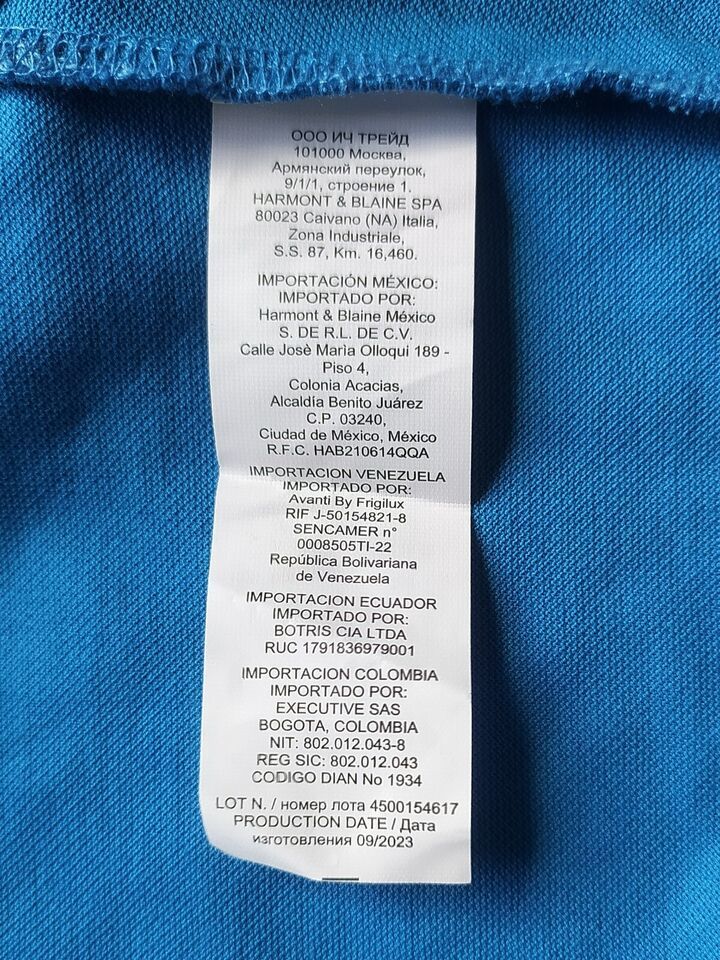 ООО ИЧ ТРЕЙД
101000 Москва,
Армянский переулок,
9/1/1, строение 1.
HARMONT & BLAINE SPA
80023 Caivano (NA) Italia,
Zona Industriale,
S.S. 87, Km. 16,460.
IMPORTACIÓN MÉXICO:
IMPORTADO POR:
Harmont & Blaine México
S. DE R.L. DE C.V.
Calle Josè Marìa Olloqui 189 -
Piso 4,
Colonia Acacias,
Alcaldía Benito Juárez
C.P. 03240,
Ciudad de México, México
R.F.C. HAB210614QQA
IMPORTACION VENEZUELA
IMPORTADO POR:
Avanti By Frigilux
RIF J-50154821-8
SENCAMER n°
0008505TI-22
República Bolivariana
de Venezuela
IMPORTACION ECUADOR
IMPORTADO POR:
BOTRIS CIA LTDA
RUC 1791836979001
IMPORTACION COLOMBIA
IMPORTADO POR:
EXECUTIVE SAS
BOGOTA, COLOMBIA
NIT: 802.012.043-8
REG SIC: 802.012.043
CODIGO DIAN No 1934
LOT N. / номер лота 4500154617
PRODUCTION DATE / Дата
изготовления 09/2023